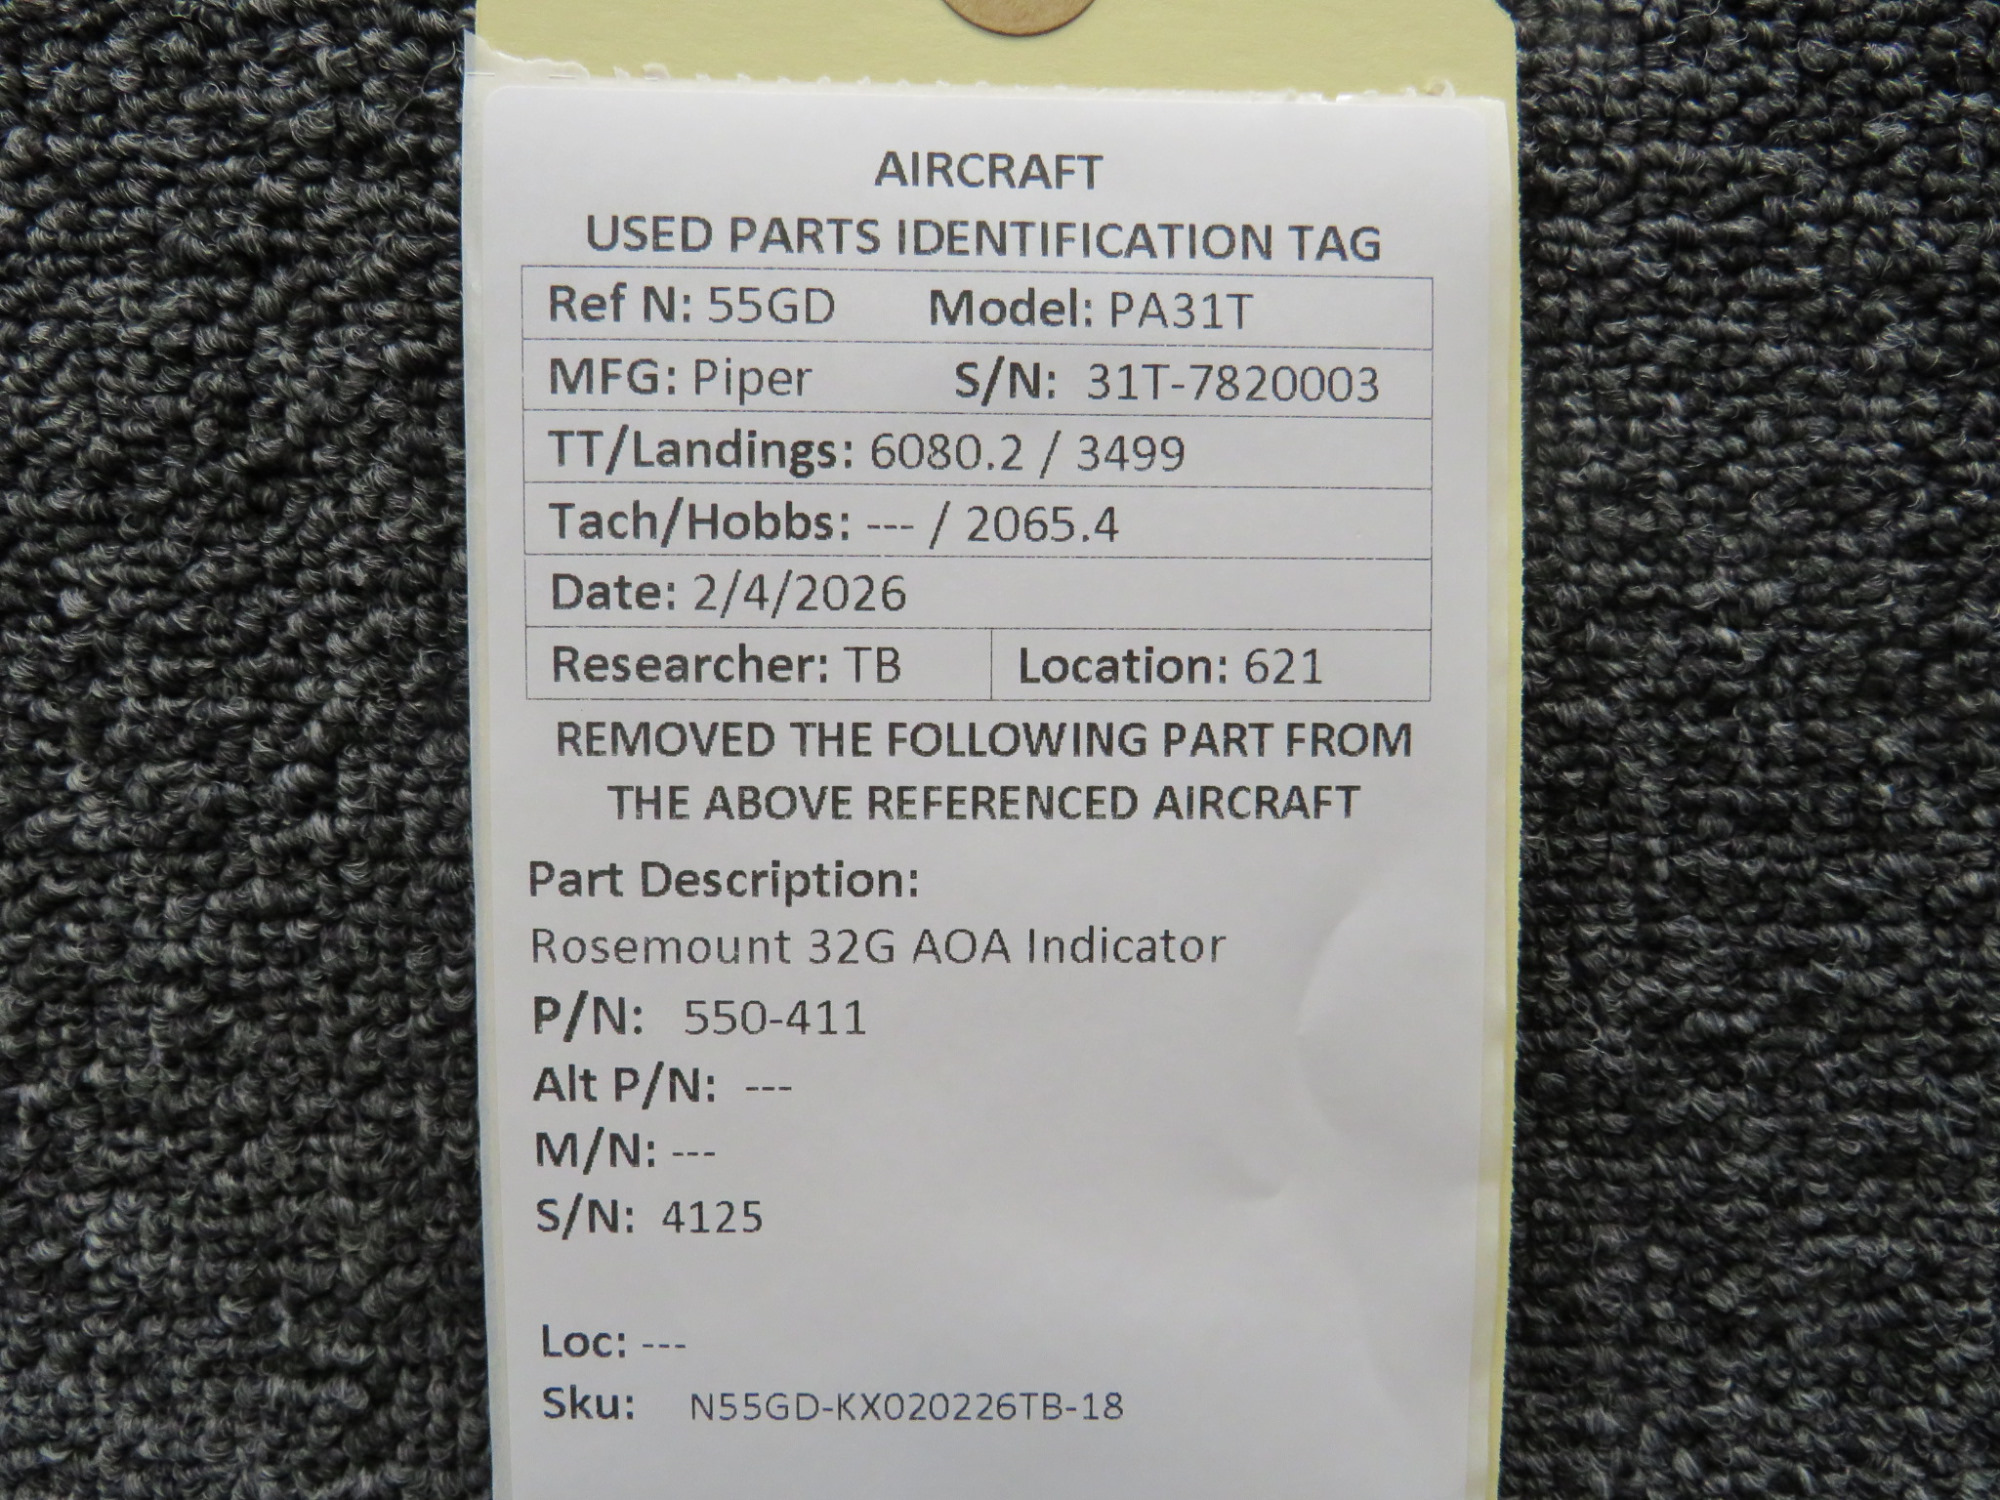 AIRCRAFT
USED PARTS IDENTIFICATION TAG
Ref N: 55GD Model: PA31T
MFG: Piper S/N: 31T-7820003
TT/Landings: 6080.2 / 3499
Tach/Hobbs: --- / 2065.4
Date: 2/4/2026
Researcher: TB Location: 621
REMOVED THE FOLLOWING PART FROM
THE ABOVE REFERENCED AIRCRAFT
Part Description:
Rosemount 32G AOA Indicator
P/N: 550-411
Alt P/N: ---
M/N: ---
S/N: 4125
Loc: ---
Sku: N55GD-KX020226TB-18